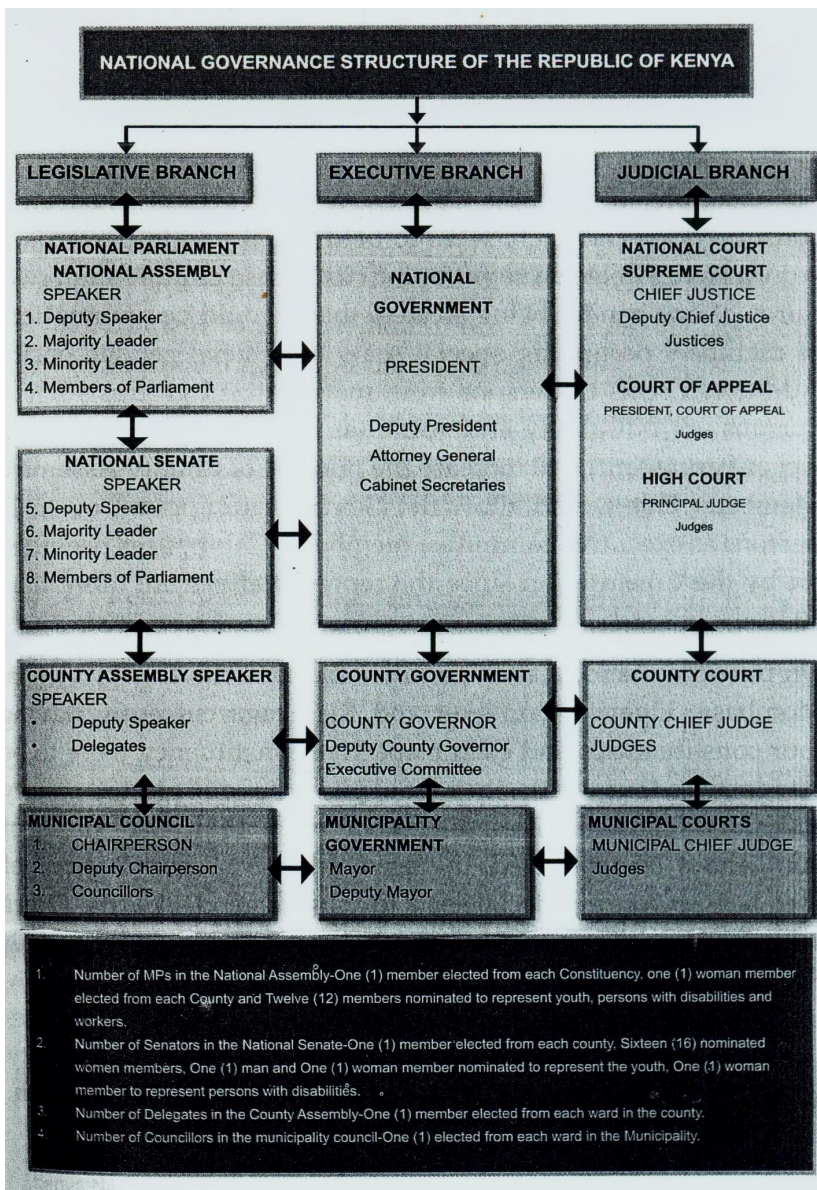 NATIONAL GOVERNANCE STRUCTURE OF THE REPUBLIC OF KENYA
LEGISLATIVE BRANCH
NATIONAL PARLIAMENT
NATIONAL ASSEMBLY
SPEAKER
1. Deputy Speaker
2. Majority Leader
3. Minority Leader
4. Members of Parliament
NATIONAL SENATE
SPEAKER
5. Deputy Speaker
6. Majority Leader
7. Minority Leader
8. Members of Parliament
COUNTY ASSEMBLY SPEAKER
SPEAKER
• Deputy Speaker
• Delegates
MUNICIPAL COUNCIL
1. CHAIRPERSON
2. Deputy Chairperson
3. Councillors
EXECUTIVE BRANCH
NATIONAL
GOVERNMENT
PRESIDENT
Deputy President
Attorney General
Cabinet Secretaries
COUNTY GOVERNMENT
COUNTY GOVERNOR
Deputy County Governor
Executive Committee
MUNICIPALITY
GOVERNMENT
Mayor
Deputy Mayor
JUDICIAL BRANCH
NATIONAL COURT
SUPREME COURT
CHIEF JUSTICE
Deputy Chief Justice
Justices
COURT OF APPEAL
PRESIDENT, COURT OF APPEAL
Judges
HIGH COURT
PRINCIPAL JUDGE
Judges
COUNTY COURT
COUNTY CHIEF JUDGE
JUDGES
MUNICIPAL COURTS
MUNICIPAL CHIEF JUDGE
Judges
1. Number of MPs in the National Assembly-One (1) member elected from each Constituency, one (1) woman member
elected from each County and Twelve (12) members nominated to represent youth, persons with disabilities and
workers.
2. Number of Senators in the National Senate-One (1) member elected from each county, Sixteen (16) nominated
women members, One (1) man and One (1) woman member nominated to represent the youth, One (1) woman
member to represent persons with disabilities.
3. Number of Delegates in the County Assembly-One (1) member elected from each ward in the county.
4. Number of Councillors in the municipality council-One (1) elected from each ward in the Municipality.